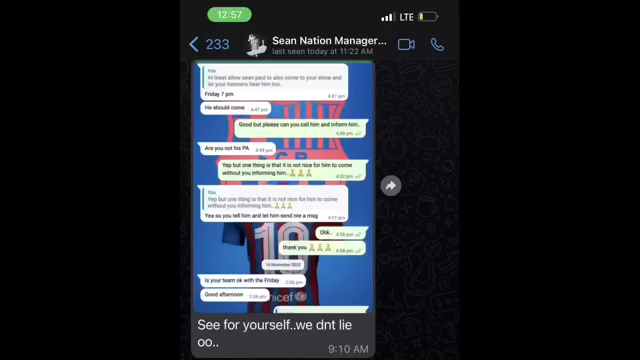 12:57
LTE
233
Sean Nation Manager...
last seen today at 11:22 AM
You
At least allow sean paul to also come to your show and
let your listeners hear him too..
Friday 7 pm
4:47 pm
He should come
4:47 pm
Good but please can you call him and inform him..
4:49 pm
Are you not his PA
4:49 pm
Yep but one thing is that it is not nice for him to come
without you informing him..🙏🙏🙏
4:52 pm
You
Yep but one thing is that it is not nice for him to
come without you informing him..🙏🙏🙏
Yea so you tell him and let him send me a msg
4:57 pm
Ohk..
4:58 pm
thank you 🙏🙏🙏
4:58 pm
10
16 November 2022
Is your team ok with the Friday
2:38 pm
Good afternoon
2:38 pm
unicef
See for yourself..we dnt lie
oo..
9:10 AM